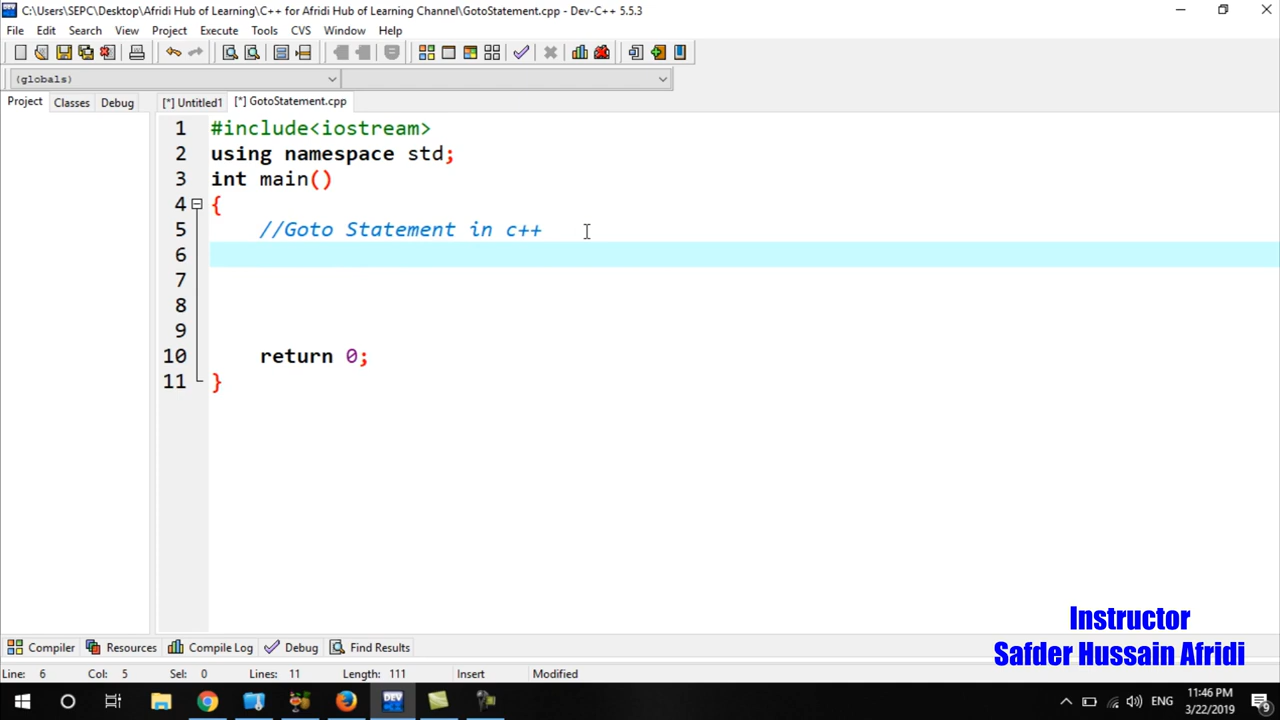 C:\Users\SEPC\Desktop\Afridi Hub of Learning\C++ for Afridi Hub of Learning Channel\GotoStatement.cpp - Dev-C++ 5.5.3
File Edit Search View Project Execute Tools CVS Window Help
(globals)
Project Classes Debug [*] Untitled1 [*] GotoStatement.cpp
1 #include<iostream>
2 using namespace std;
3 int main()
4 {
5 //Goto Statement in c++
6
7
8
9
10 return 0;
11 }
Instructor
Safder Hussain Afridi
Compiler Resources Compile Log Debug Find Results
Line: 6 Col: 5 Sel: 0 Lines: 11 Length: 111 Insert Modified
DEV ENG 11:46 PM
3/22/2019 9